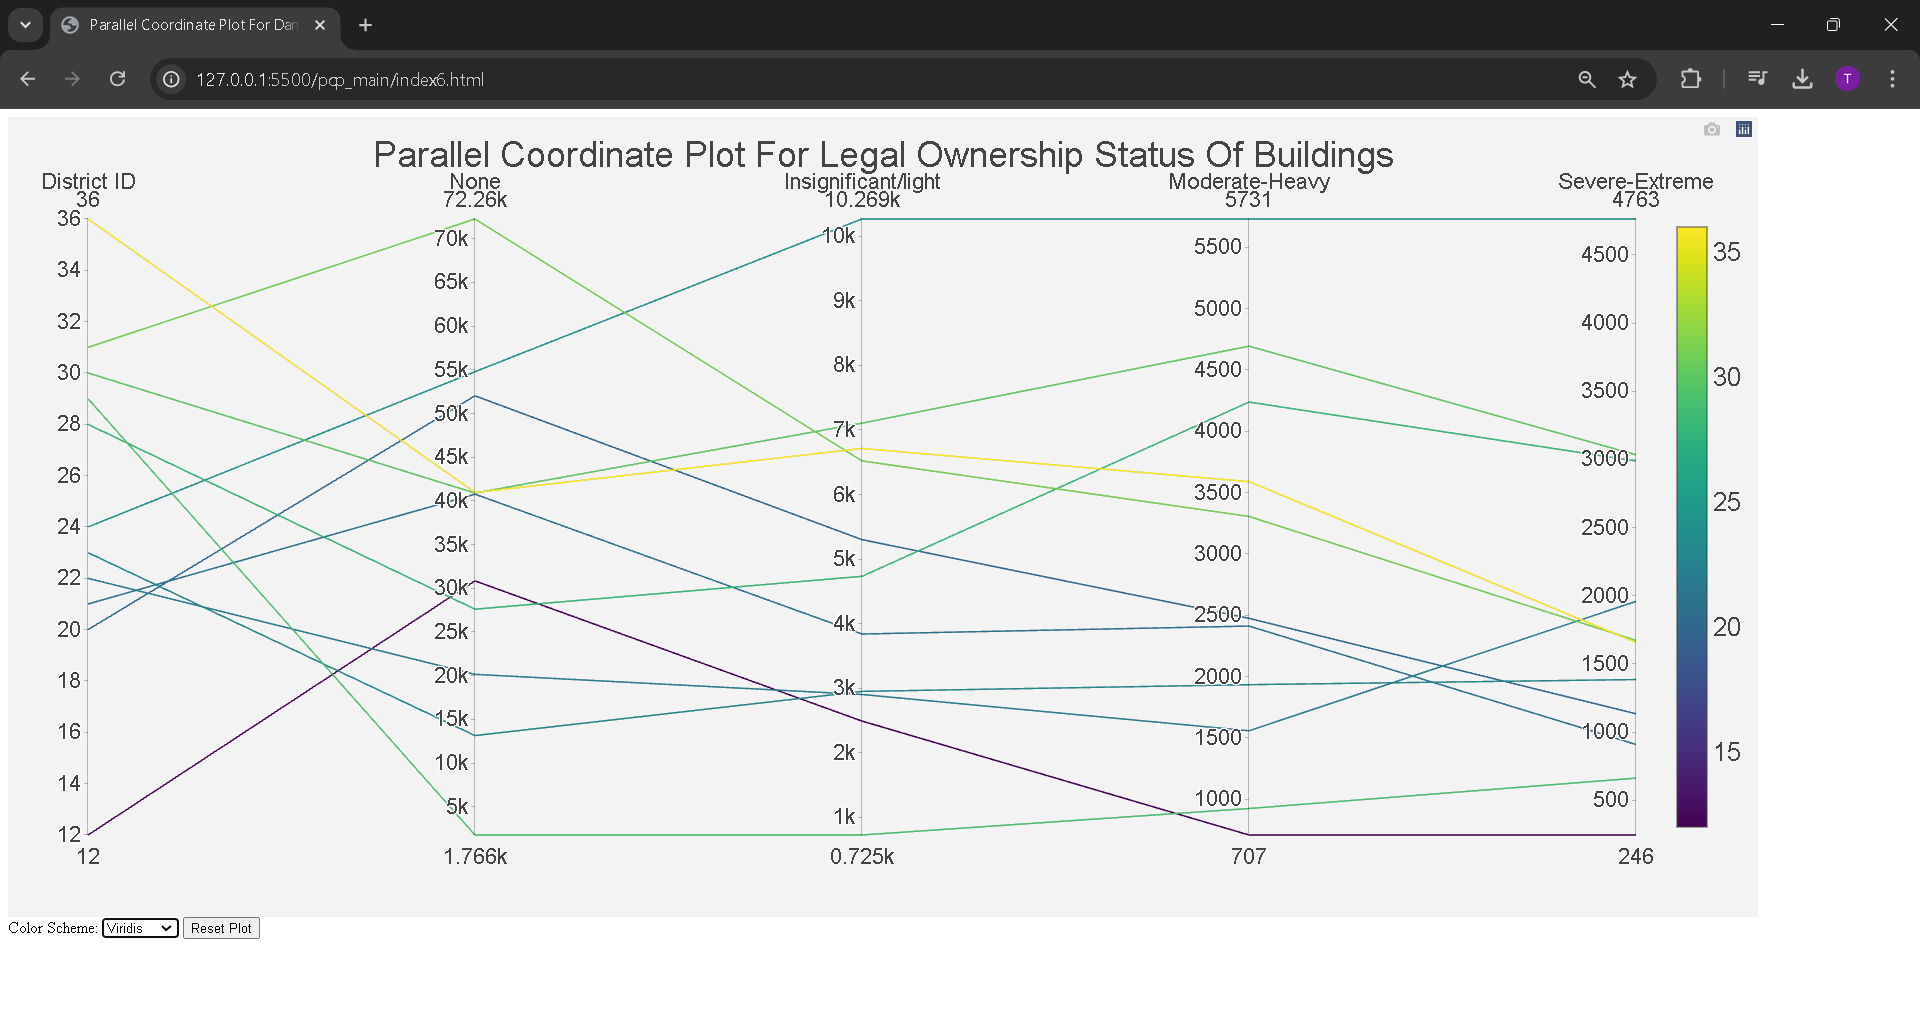 Parallel Coordinate Plot For Dan
127.0.0.1:5500/pqp_main/index6.html
T
Parallel Coordinate Plot For Legal Ownership Status Of Buildings
District ID
None
Insignificant/light
Moderate-Heavy
Severe-Extreme
36
72.26k
10.269k
5731
4763
36
34
32
30
28
26
24
22
20
18
16
14
12
12
70k
65k
60k
55k
50k
45k
40k
35k
30k
25k
20k
15k
10k
5k
1.766k
10k
9k
8k
7k
6k
5k
4k
3k
2k
1k
0.725k
5500
5000
4500
4000
3500
3000
2500
2000
1500
1000
707
4500
4000
3500
3000
2500
2000
1500
1000
500
246
35
30
25
20
15
Color Scheme: Viridis Reset Plot